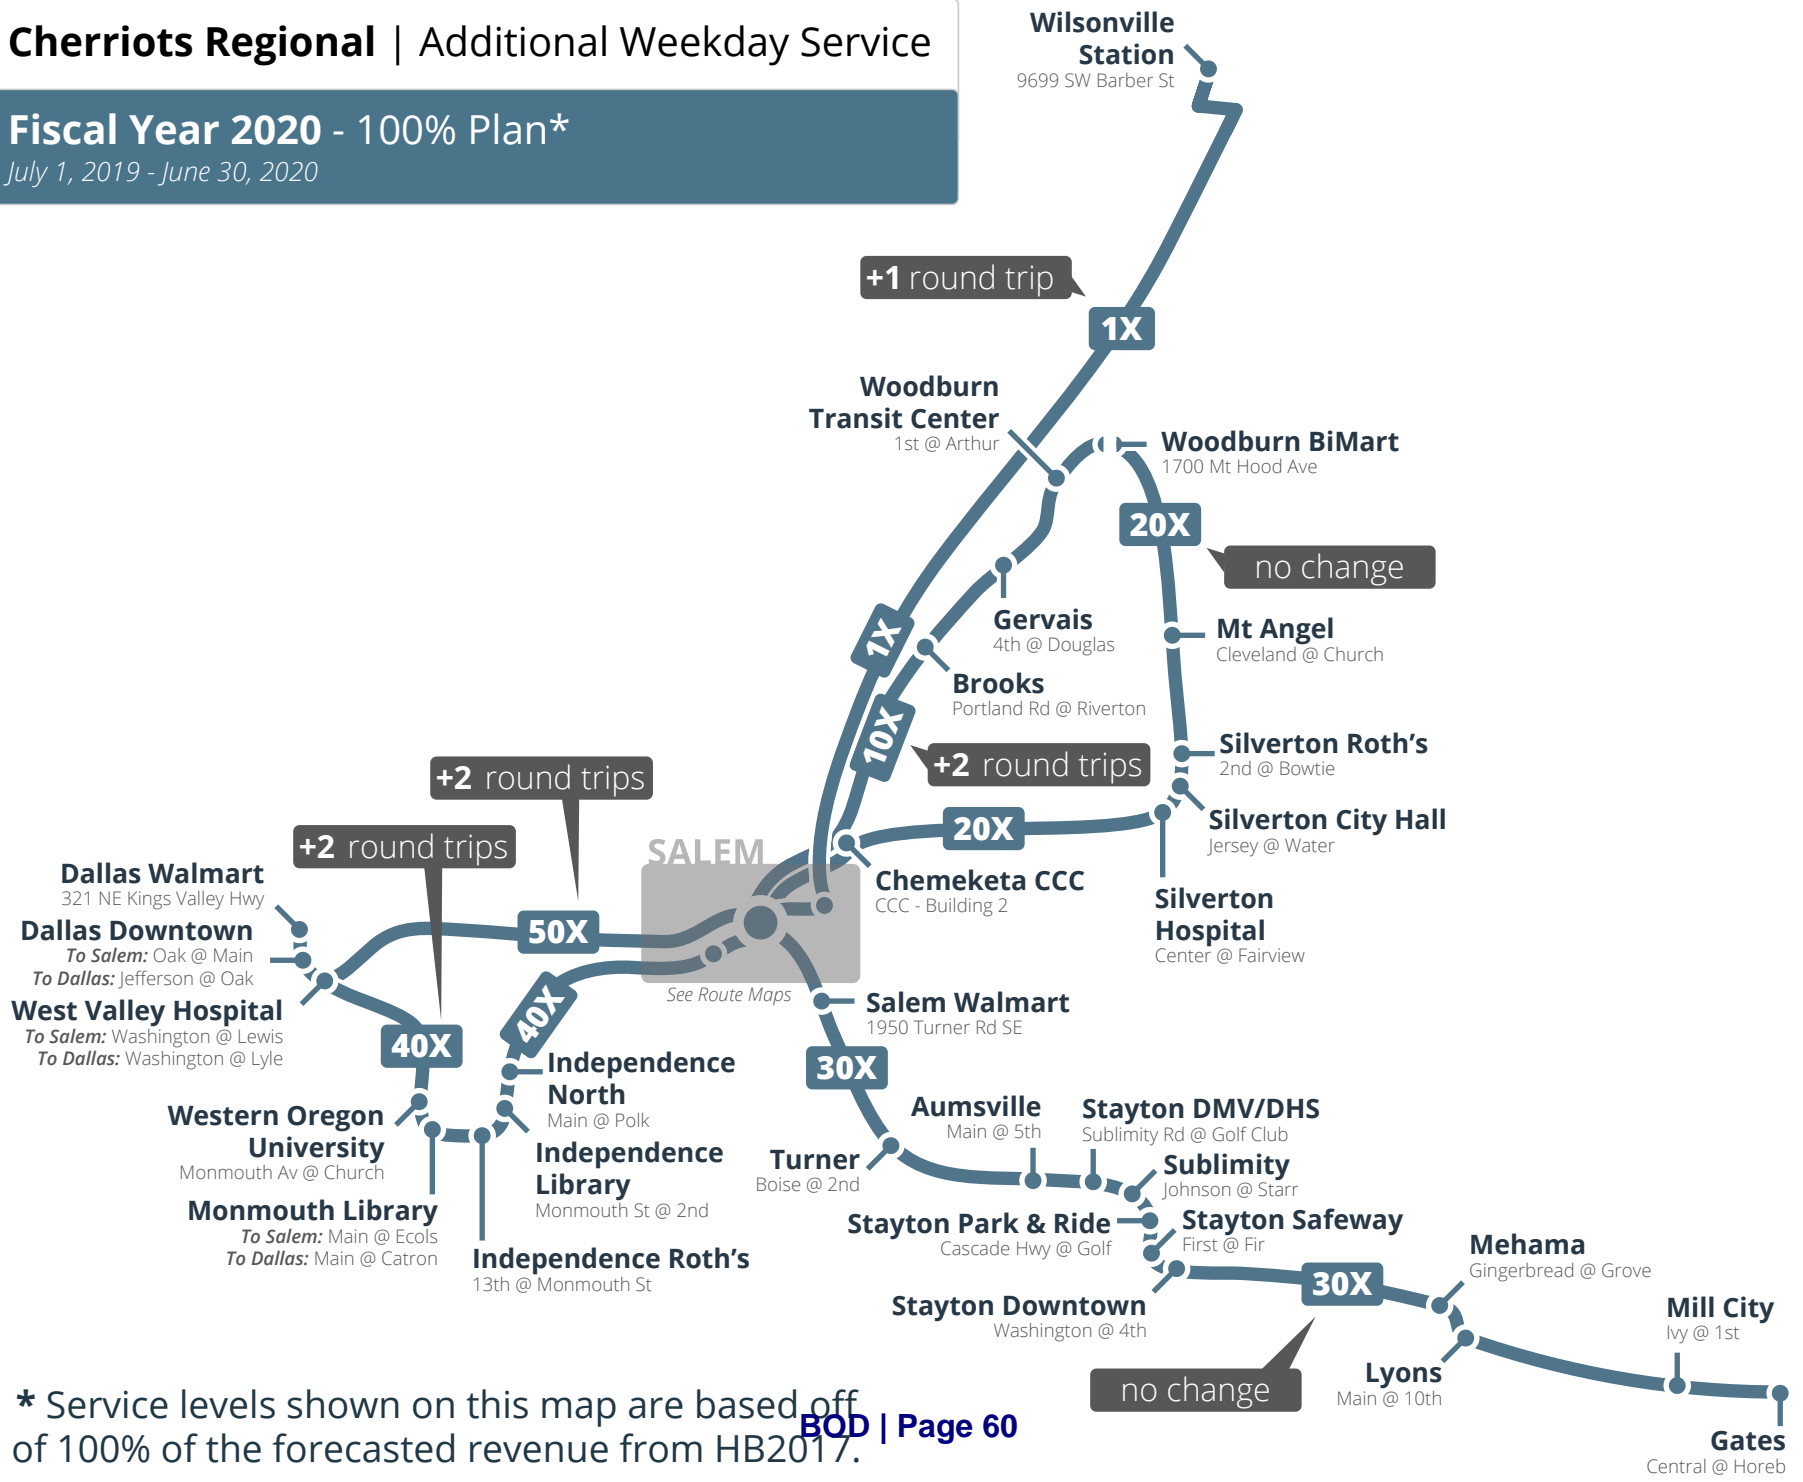 Cherriots Regional | Additional Weekday Service
Fiscal Year 2020 - 100% Plan*
July 1, 2019 - June 30, 2020
Wilsonville
Station
9699 SW Barber St
+1 round trip
1X
Woodburn
Transit Center
1st @ Arthur
Woodburn BiMart
1700 Mt Hood Ave
20X
no change
Gervais
4th @ Douglas
Mt Angel
Cleveland @ Church
1X
Brooks
Portland Rd @ Riverton
10X
+2 round trips
Silverton Roth's
2nd @ Bowtie
Silverton City Hall
Jersey @ Water
20X
Silverton
Hospital
Center @ Fairview
+2 round trips
+2 round trips
SALEM
Chemeketa CCC
CCC - Building 2
Dallas Walmart
321 NE Kings Valley Hwy
Dallas Downtown
To Salem: Oak @ Main
To Dallas: Jefferson @ Oak
West Valley Hospital
To Salem: Washington @ Lewis
To Dallas: Washington @ Lyle
50X
See Route Maps
40X
40X
Salem Walmart
1950 Turner Rd SE
30X
Independence
North
Main @ Polk
Western Oregon
University
Monmouth Av @ Church
Independence
Library
Monmouth St @ 2nd
Monmouth Library
To Salem: Main @ Ecols
To Dallas: Main @ Catron
Independence Roth's
13th @ Monmouth St
Turner
Boise @ 2nd
Aumsville
Main @ 5th
Stayton DMV/DHS
Sublimity Rd @ Golf Club
Sublimity
Johnson @ Starr
Stayton Park & Ride
Cascade Hwy @ Golf
Stayton Safeway
First @ Fir
Stayton Downtown
Washington @ 4th
30X
no change
Mehama
Gingerbread @ Grove
Lyons
Main @ 10th
Mill City
Ivy @ 1st
Gates
Central @ Horeb
* Service levels shown on this map are based off
of 100% of the forecasted revenue from HB2017.
BOD | Page 60